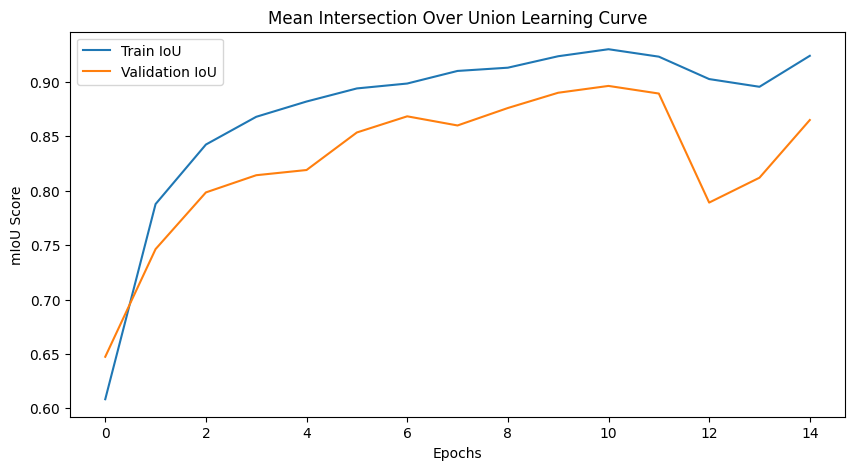 Mean Intersection Over Union Learning Curve
Train IoU
Validation IoU
mIoU Score
0.90
0.85
0.80
0.75
0.70
0.65
0.60
0 2 4 6 8 10 12 14
Epochs